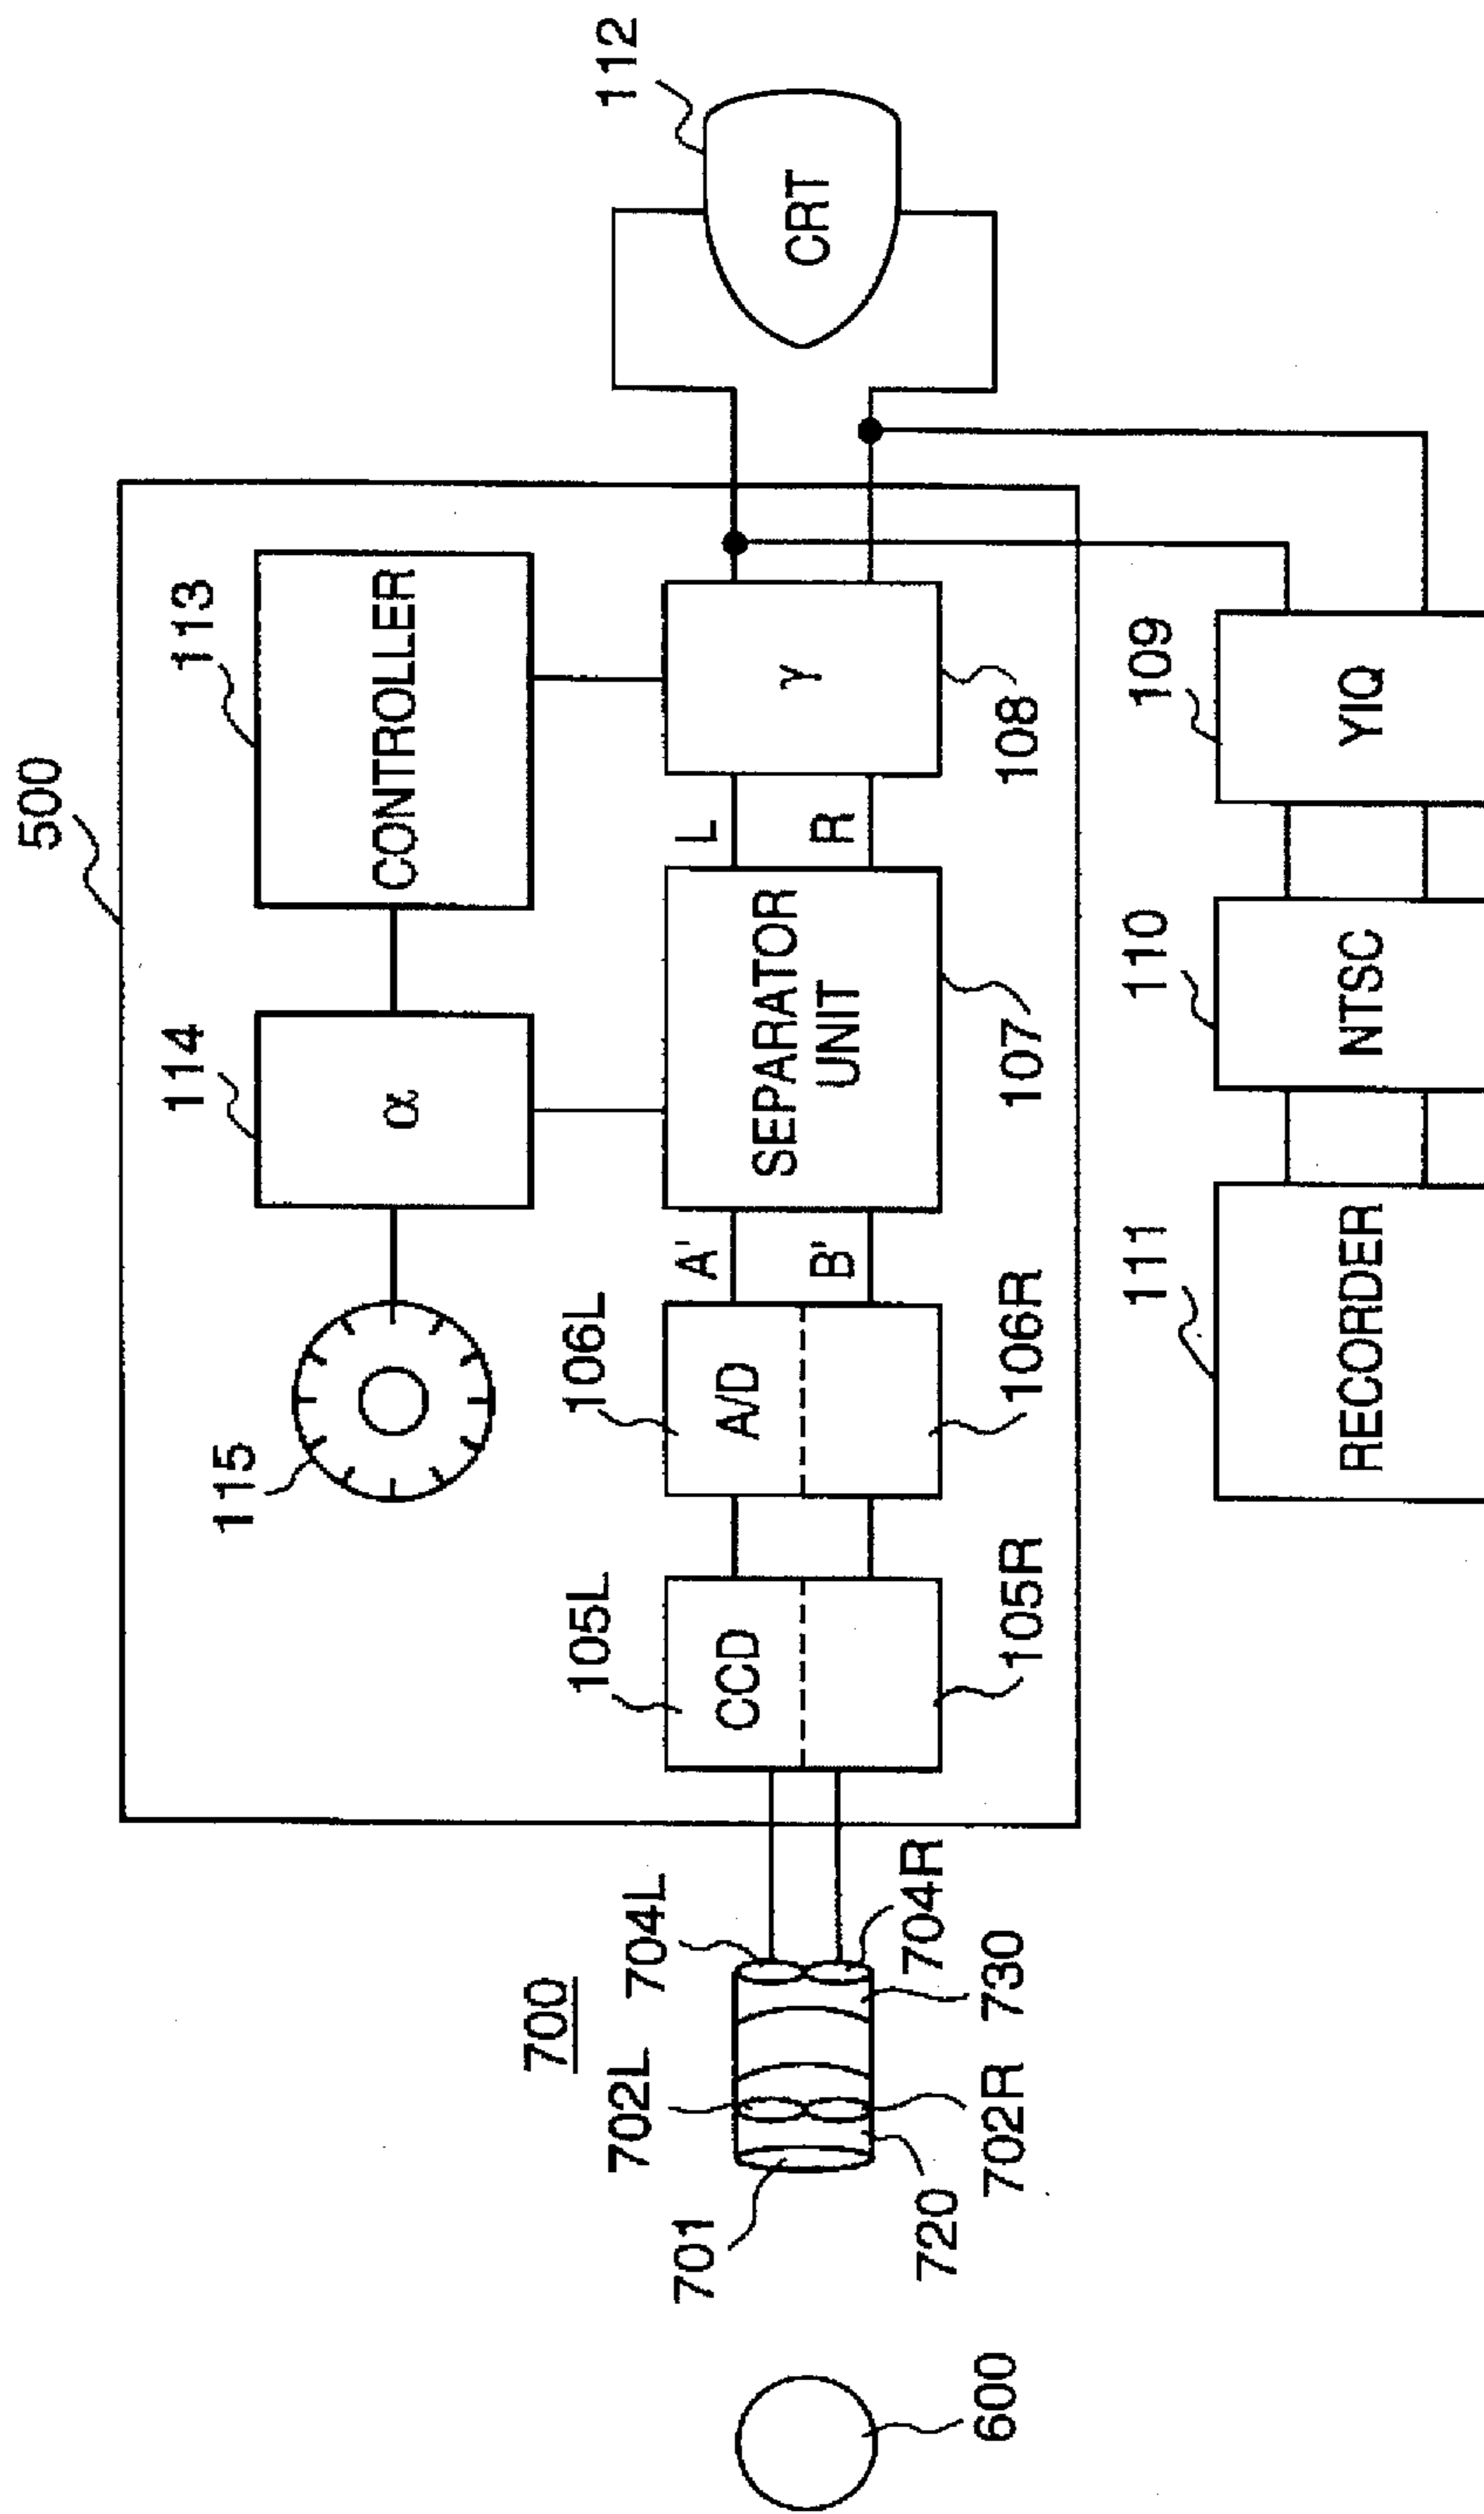 500
115
114
α
113
CONTROLLER
112
CRT
700
702L
704L
105L
106L
701
CCD
A/D
A'
B'
SEPARATOR
UNIT
L
R
γ
600
720
702R
730
704R
105R
106R
107
108
111
RECORDER
110
NTSC
109
YIQ